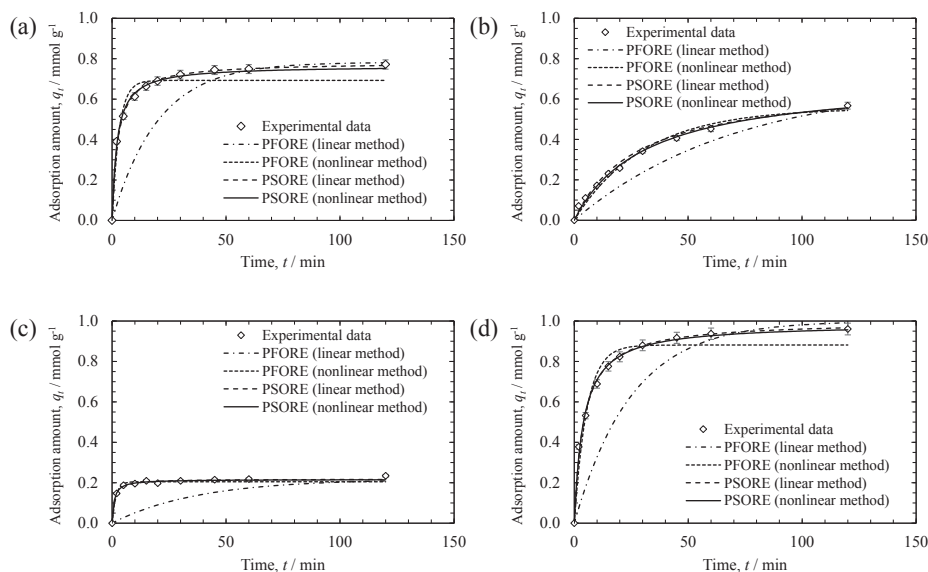 (a)
Adsorption amount, qt / mmol g-1
1.0
0.8
0.6
0.4
0.2
0.0
Experimental data
PFORE (linear method)
PFORE (nonlinear method)
PSORE (linear method)
PSORE (nonlinear method)
0 50 100 150
Time, t / min
(b)
Adsorption amount, qt / mmol g-1
1.0
0.8
0.6
0.4
0.2
0.0
Experimental data
PFORE (linear method)
PFORE (nonlinear method)
PSORE (linear method)
PSORE (nonlinear method)
0 50 100 150
Time, t / min
(c)
Adsorption amount, qt / mmol g-1
1.0
0.8
0.6
0.4
0.2
0.0
Experimental data
PFORE (linear method)
PFORE (nonlinear method)
PSORE (linear method)
PSORE (nonlinear method)
0 50 100 150
Time, t / min
(d)
Adsorption amount, qt / mmol g-1
1.0
0.8
0.6
0.4
0.2
0.0
Experimental data
PFORE (linear method)
PFORE (nonlinear method)
PSORE (linear method)
PSORE (nonlinear method)
0 50 100 150
Time, t / min